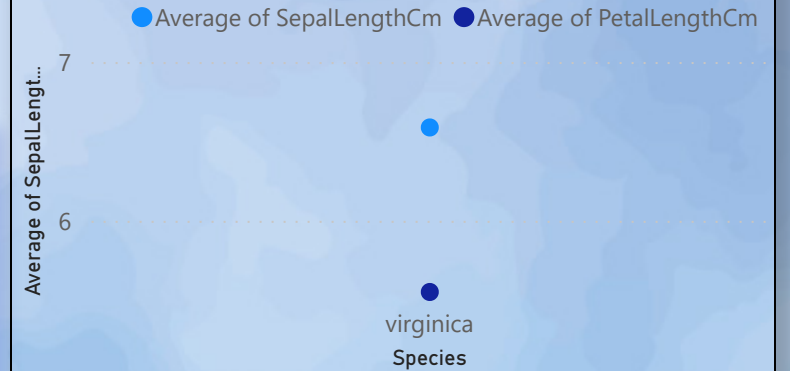 Average of SepalLengthCm Average of PetalLengthCm
Average of SepalLengt...
7
6
virginica
Species